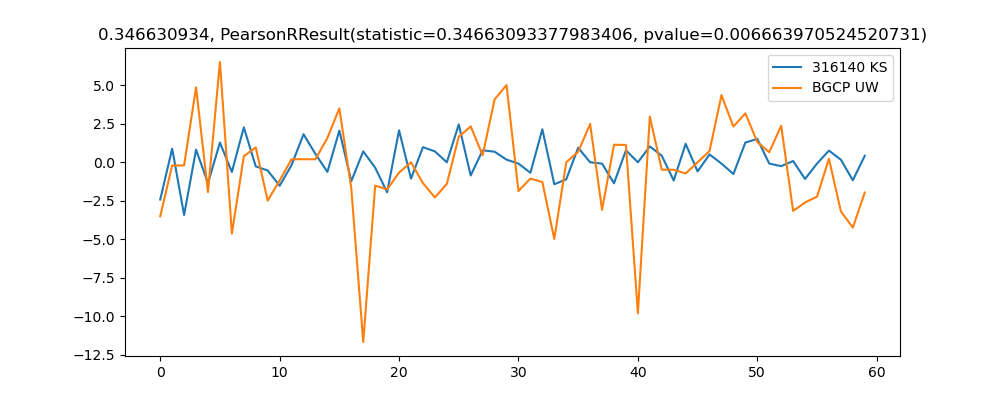 0.346630934, PearsonRResult(statistic=0.34663093377983406, pvalue=0.006663970524520731)
316140 KS
BGCP UW
5.0
2.5
0.0
−2.5
−5.0
−7.5
−10.0
−12.5
0 10 20 30 40 50 60